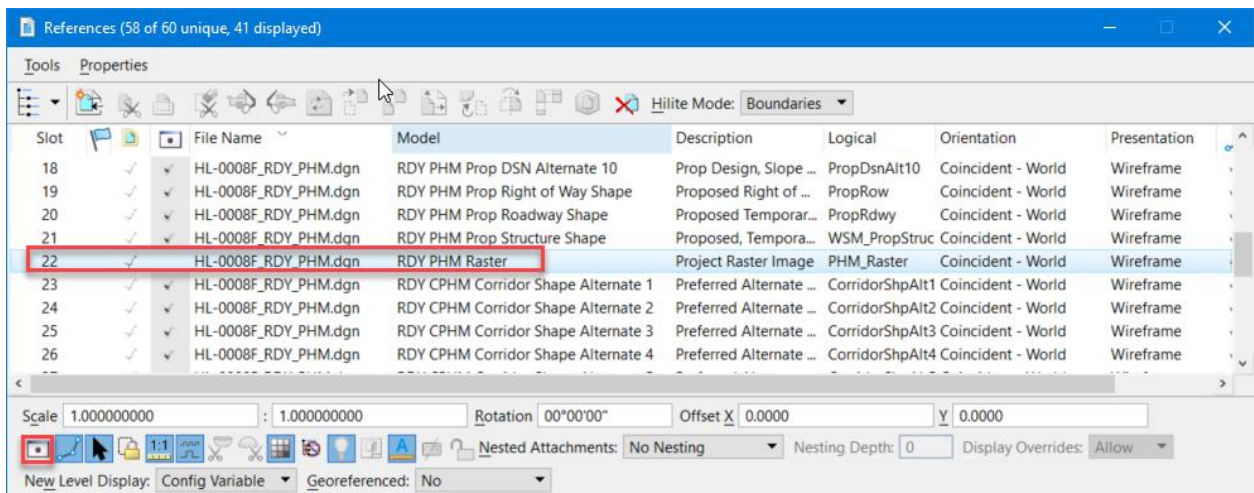 References (58 of 60 unique, 41 displayed)
Tools Properties
Hilite Mode: Boundaries
Slot File Name Model Description Logical Orientation Presentation
18 HL-0008F_RDY_PHM.dgn RDY PHM Prop DSN Alternate 10 Prop Design, Slope ... PropDsnAlt10 Coincident - World Wireframe
19 HL-0008F_RDY_PHM.dgn RDY PHM Prop Right of Way Shape Proposed Right of ... PropRow Coincident - World Wireframe
20 HL-0008F_RDY_PHM.dgn RDY PHM Prop Roadway Shape Proposed Temporar... PropRdwy Coincident - World Wireframe
21 HL-0008F_RDY_PHM.dgn RDY PHM Prop Structure Shape Proposed, Tempora... WSM_PropStruc Coincident - World Wireframe
22 HL-0008F_RDY_PHM.dgn RDY PHM Raster Project Raster Image PHM_Raster Coincident - World Wireframe
23 HL-0008F_RDY_PHM.dgn RDY CPHM Corridor Shape Alternate 1 Preferred Alternate ... CorridorShpAlt1 Coincident - World Wireframe
24 HL-0008F_RDY_PHM.dgn RDY CPHM Corridor Shape Alternate 2 Preferred Alternate ... CorridorShpAlt2 Coincident - World Wireframe
25 HL-0008F_RDY_PHM.dgn RDY CPHM Corridor Shape Alternate 3 Preferred Alternate ... CorridorShpAlt3 Coincident - World Wireframe
26 HL-0008F_RDY_PHM.dgn RDY CPHM Corridor Shape Alternate 4 Preferred Alternate ... CorridorShpAlt4 Coincident - World Wireframe
Scale 1.000000000 : 1.000000000 Rotation 00°00'00" Offset X 0.0000 Y 0.0000
1:1 A Nested Attachments: No Nesting Nesting Depth: 0 Display Overrides: Allow
New Level Display: Config Variable Georeferenced: No